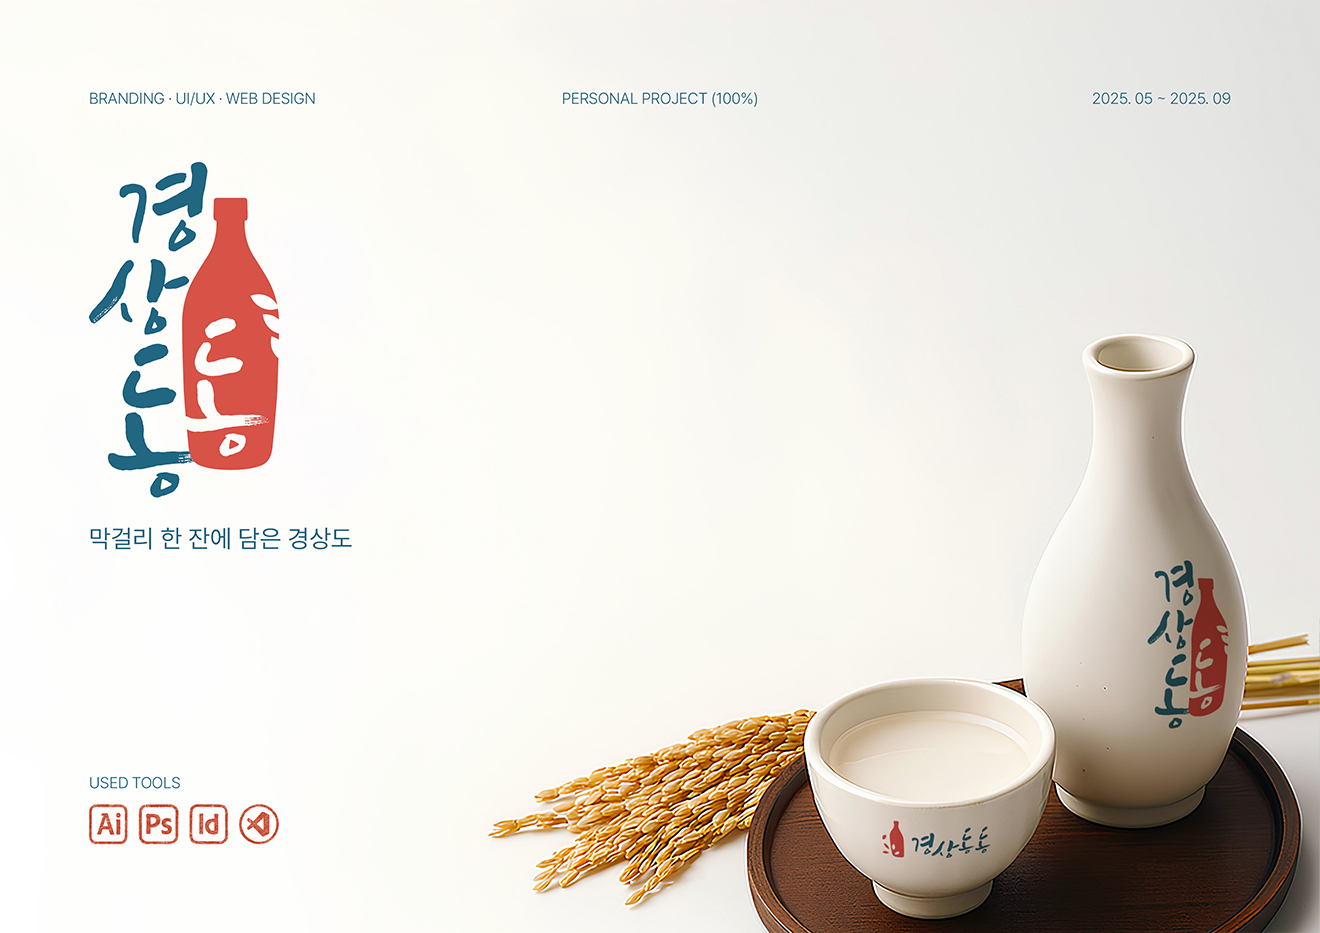 BRANDING · UI/UX · WEB DESIGN
PERSONAL PROJECT (100%)
2025. 05 ~ 2025. 09
경상동동
막걸리 한 잔에 담은 경상도
USED TOOLS
Ai Ps Id
경상동동
경상동동